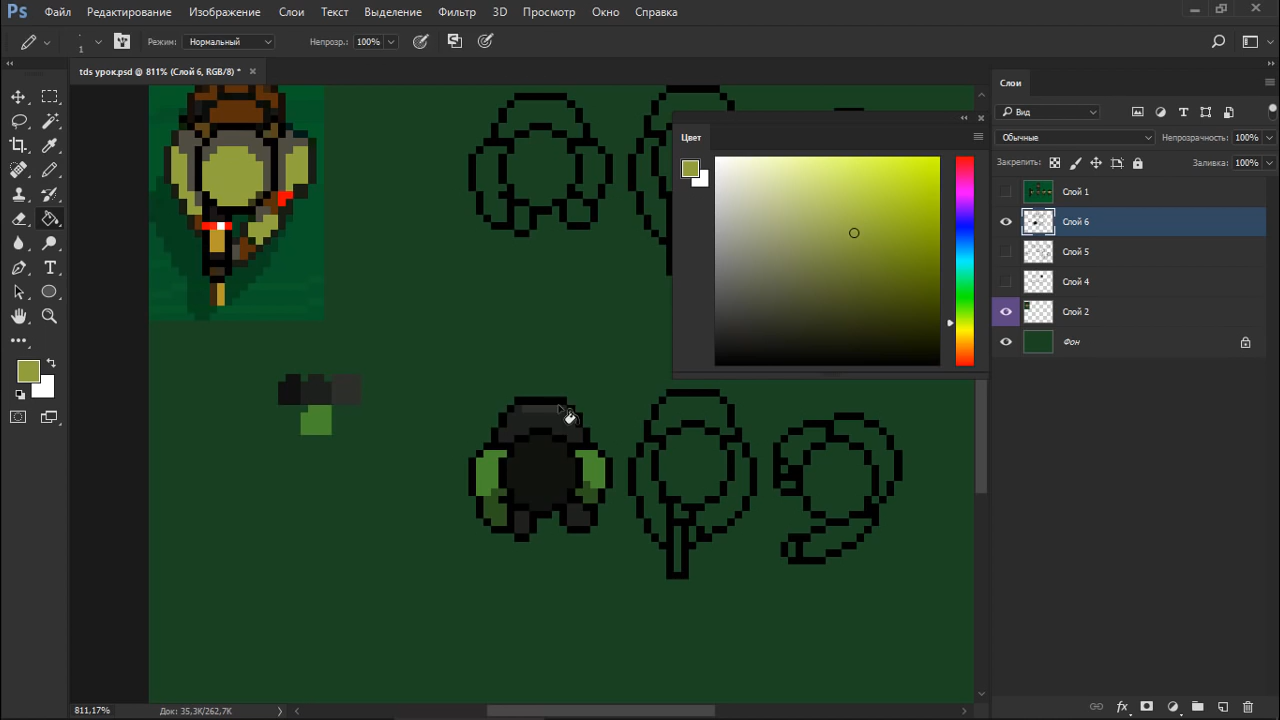 Ps Файл Редактирование Изображение Слои Текст Выделение Фильтр 3D Просмотр Окно Справка
1 Режим: Нормальный Непрозр.: 100%
tds урок.psd @ 811% (Слой 6, RGB/8) * ×
Слои
Вид
Обычные Непрозрачность: 100%
Закрепить: Заливка: 100%
Цвет
Слой 1
Слой 6
Слой 5
Слой 4
Слой 2
Фон
811,17% Док: 35,3K/262,7K